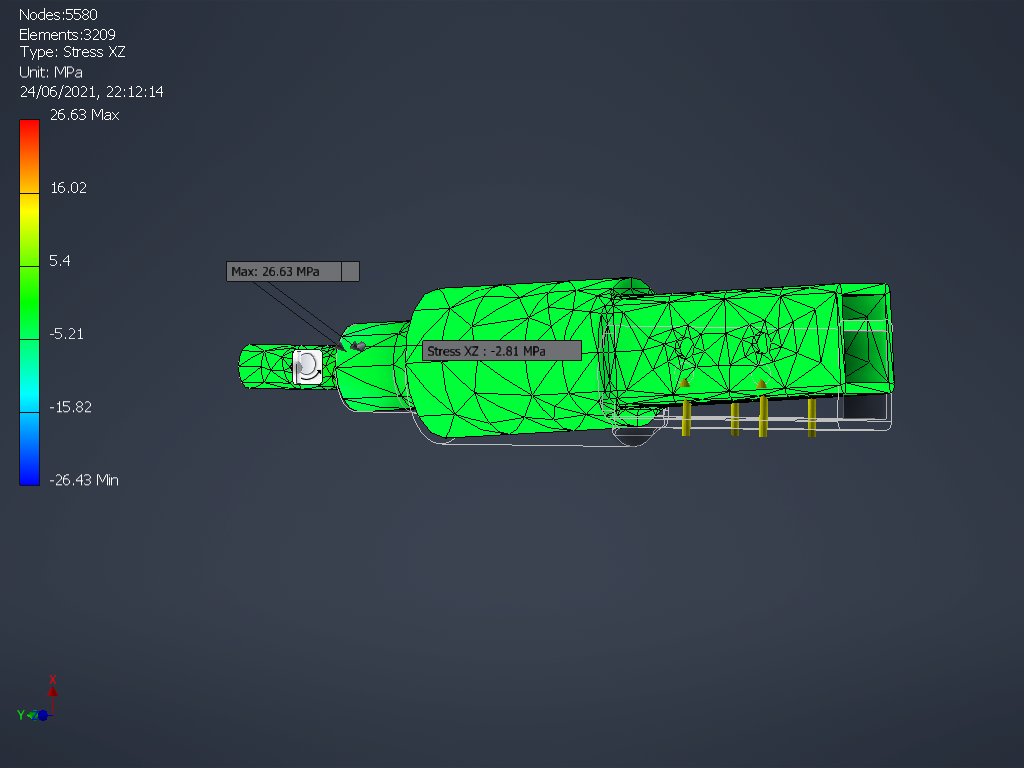 Nodes:5580
Elements:3209
Type: Stress XZ
Unit: MPa
24/06/2021, 22:12:14
26.63 Max
16.02
5.4
-5.21
-15.82
-26.43 Min
Max: 26.63 MPa
Stress XZ : -2.81 MPa
X
Y